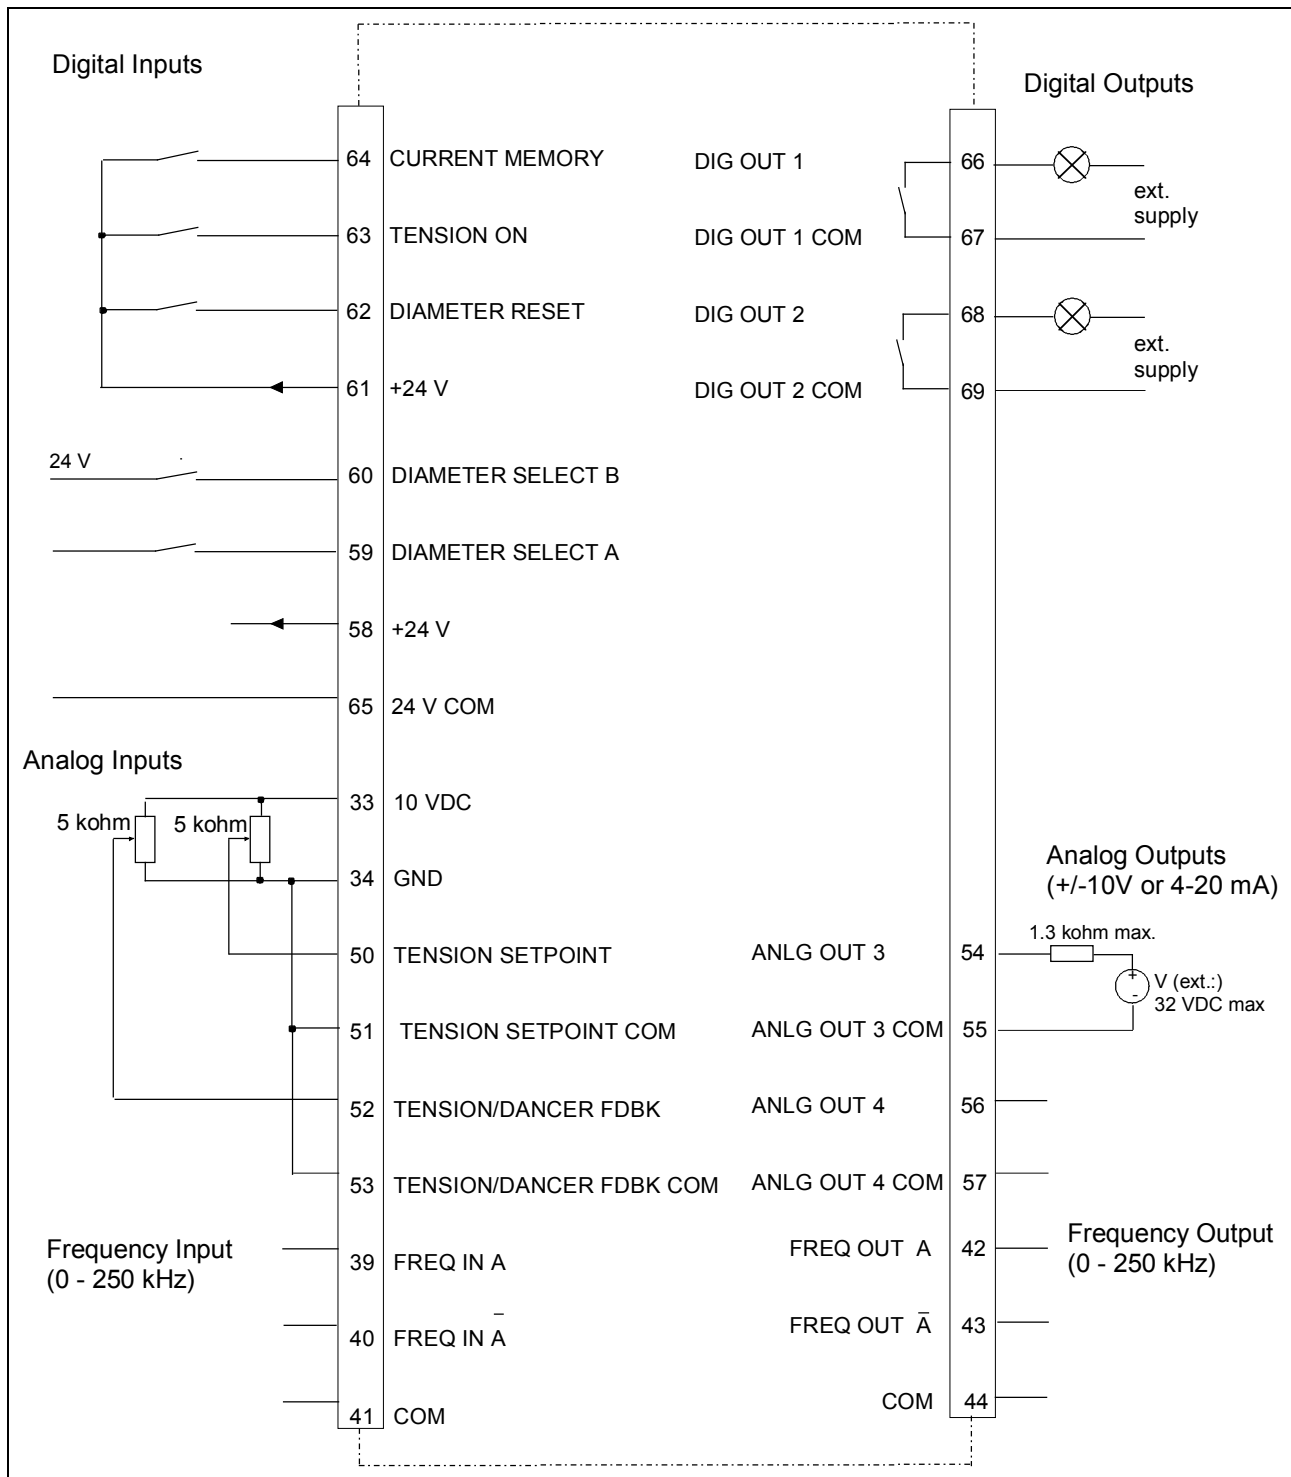 Digital Inputs
Digital Outputs
64 CURRENT MEMORY DIG OUT 1 66
ext.
supply
63 TENSION ON DIG OUT 1 COM 67
62 DIAMETER RESET DIG OUT 2 68
ext.
supply
61 +24 V DIG OUT 2 COM 69
24 V
60 DIAMETER SELECT B
59 DIAMETER SELECT A
58 +24 V
65 24 V COM
Analog Inputs
33 10 VDC
5 kohm 5 kohm
34 GND
Analog Outputs
(+/-10V or 4-20 mA)
1.3 kohm max.
50 TENSION SETPOINT ANLG OUT 3 54
+
-
V (ext.:)
32 VDC max
51 TENSION SETPOINT COM ANLG OUT 3 COM 55
52 TENSION/DANCER FDBK ANLG OUT 4 56
53 TENSION/DANCER FDBK COM ANLG OUT 4 COM 57
Frequency Input
(0 - 250 kHz)
Frequency Output
(0 - 250 kHz)
39 FREQ IN A FREQ OUT A 42
40 FREQ IN Ā FREQ OUT Ā 43
41 COM COM 44